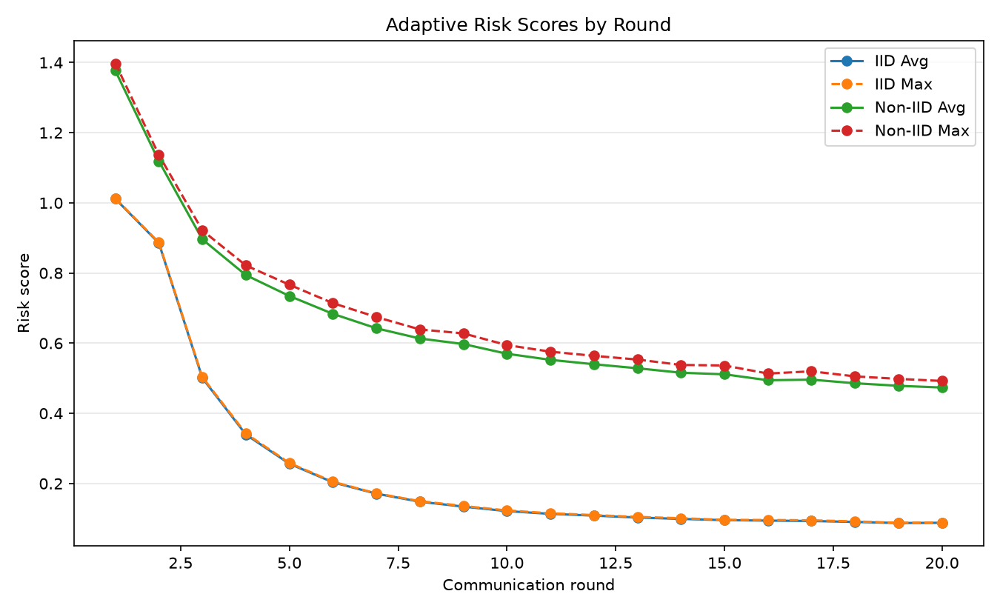 Adaptive Risk Scores by Round
IID Avg
IID Max
Non-IID Avg
Non-IID Max
Risk score
1.4
1.2
1.0
0.8
0.6
0.4
0.2
2.5 5.0 7.5 10.0 12.5 15.0 17.5 20.0
Communication round